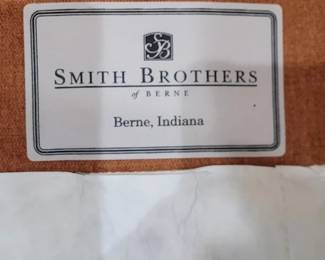 SB
SMITH BROTHERS
of BERNE
Berne, Indiana